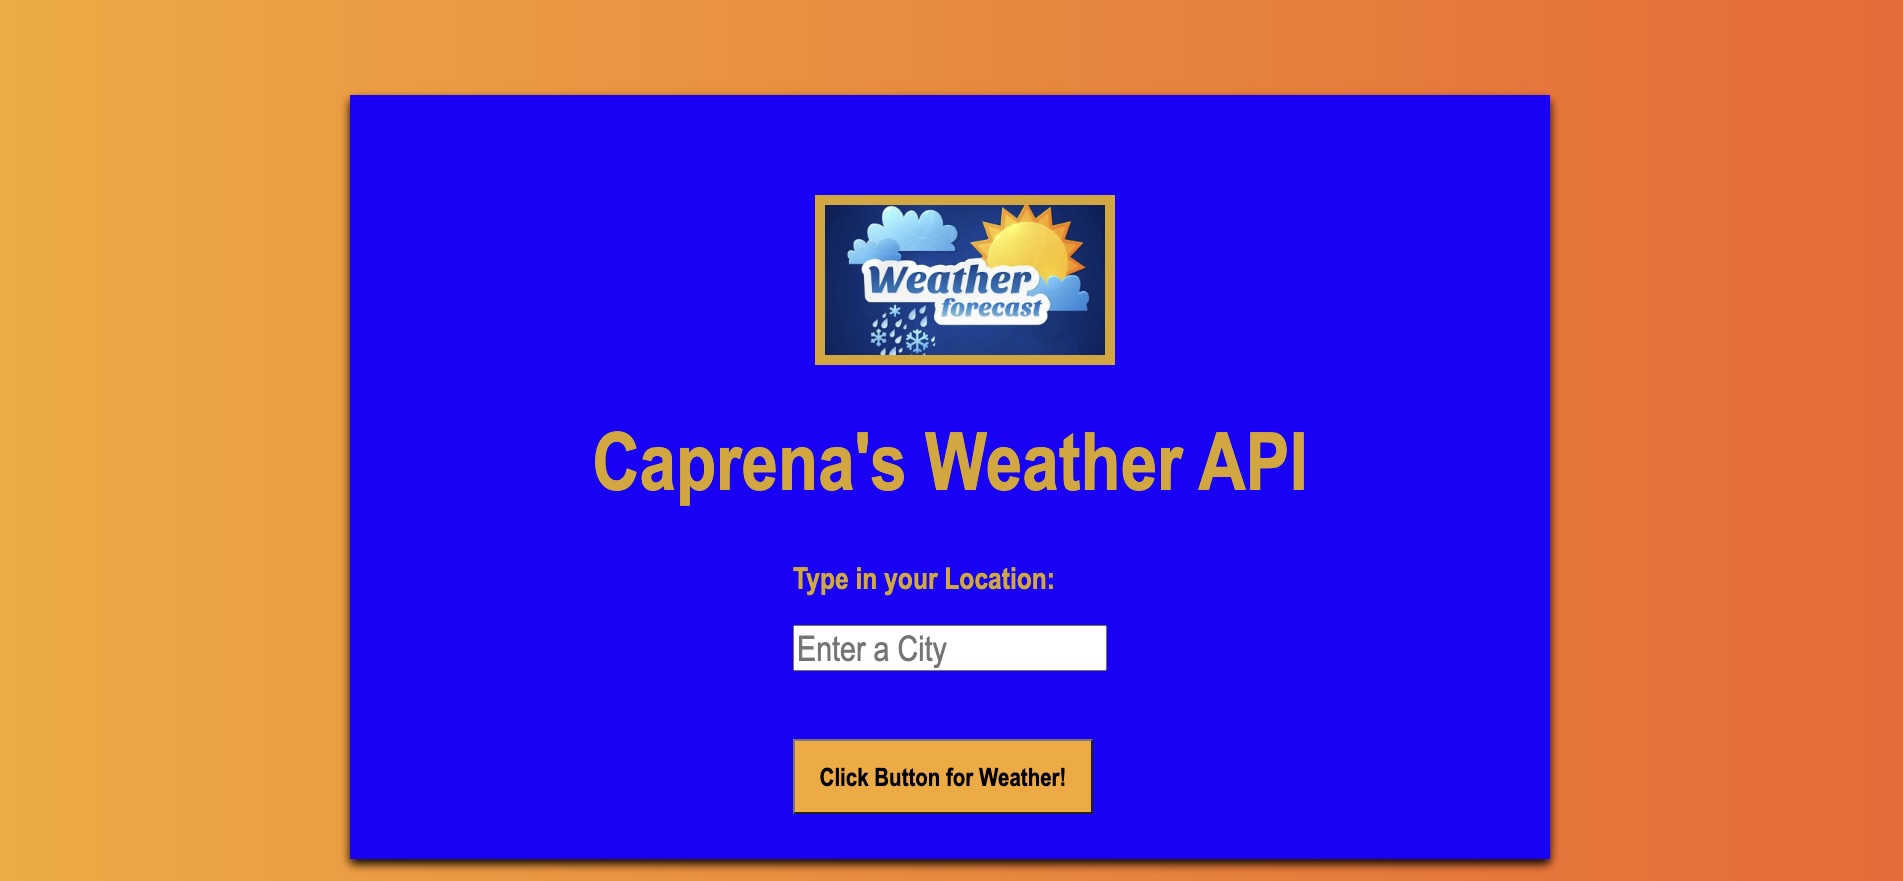 Weather
forecast
Caprena's Weather API
Type in your Location:
Enter a City
Click Button for Weather!